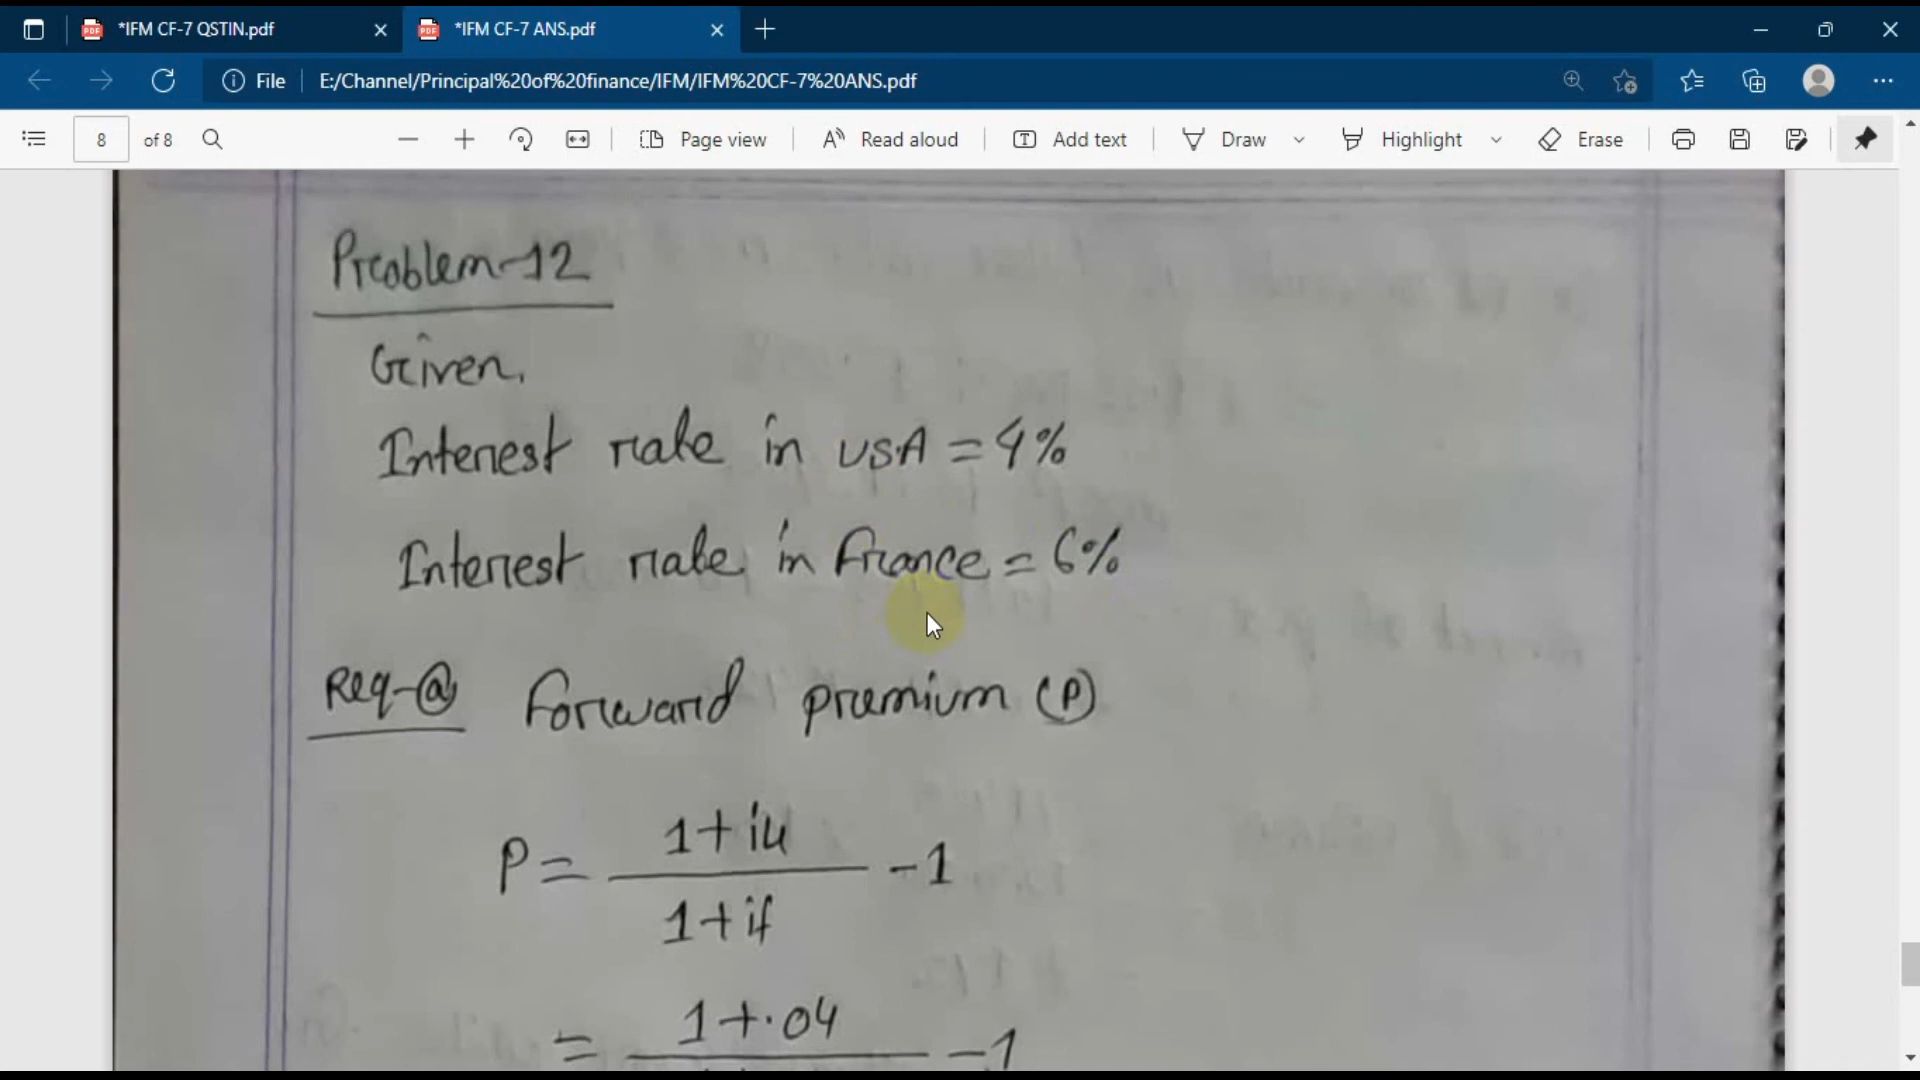 *IFM CF-7 QSTIN.pdf
*IFM CF-7 ANS.pdf
File
E:/Channel/Principal%20of%20finance/IFM/IFM%20CF-7%20ANS.pdf
8 of 8
Page view
Read aloud
Add text
Draw
Highlight
Erase
Problem-12
Given,
Interest rate in USA = 4%
Interest rate in France = 6%
Req-@ Forward premium (P)
P = 1+iu / 1+if -1
= 1+.04 -1